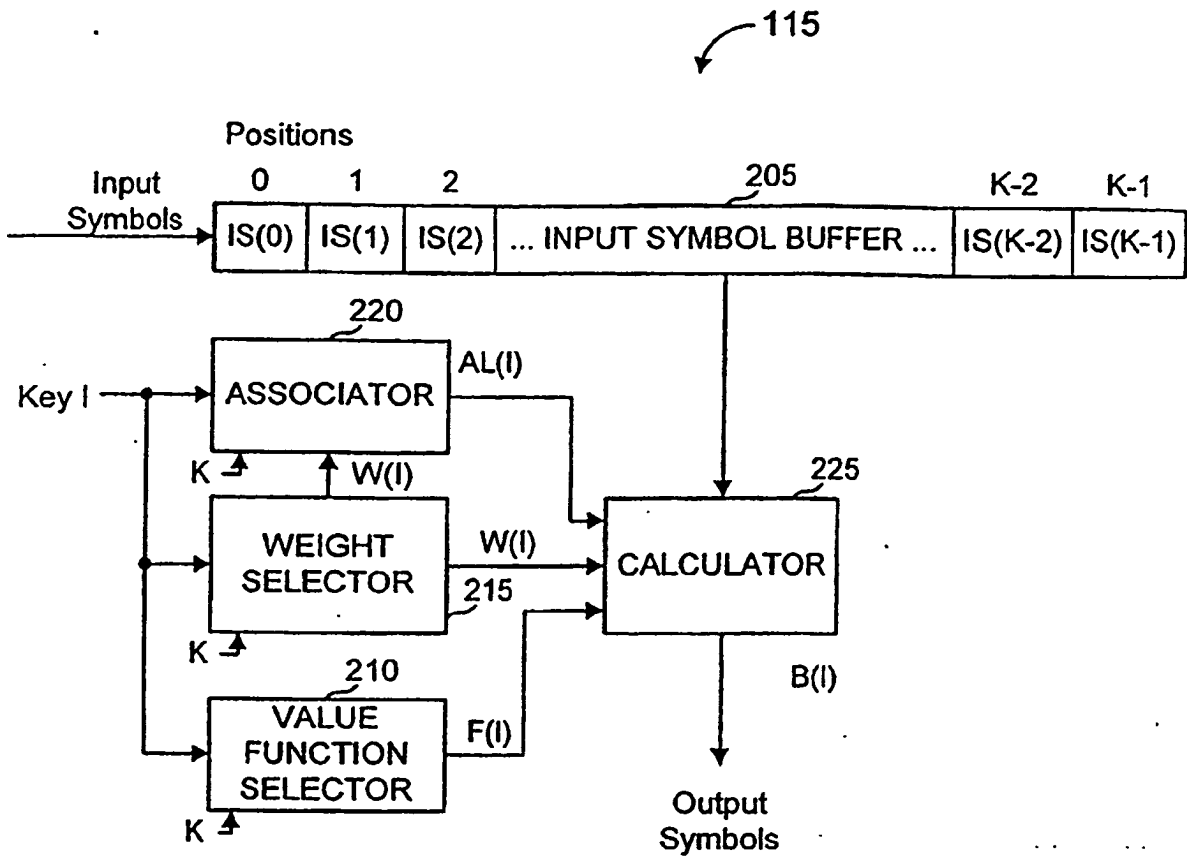 115
Positions
Input
Symbols
0 1 2 205 K-2 K-1
IS(0) IS(1) IS(2) ... INPUT SYMBOL BUFFER ... IS(K-2) IS(K-1)
220
Key I
ASSOCIATOR
AL(I)
K
W(I)
225
WEIGHT
SELECTOR
W(I)
215
CALCULATOR
K
210
VALUE
FUNCTION
SELECTOR
F(I)
B(I)
K
Output
Symbols